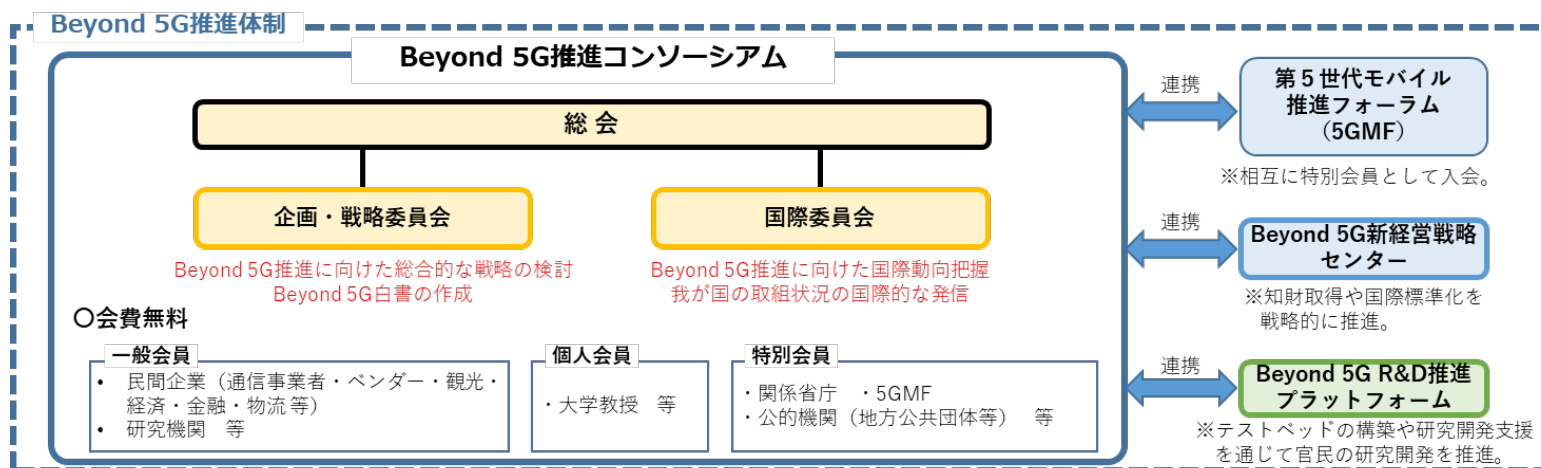 Beyond 5G推進体制
Beyond 5G推進コンソーシアム
総 会
企画・戦略委員会
国際委員会
Beyond 5G推進に向けた総合的な戦略の検討
Beyond 5G白書の作成
Beyond 5G推進に向けた国際動向把握
我が国の取組状況の国際的な発信
〇会費無料
一般会員
• 民間企業（通信事業者・ベンダー・観光・
経済・金融・物流 等）
• 研究機関　等
個人会員
・大学教授　等
特別会員
・関係省庁　・5GMF
・公的機関（地方公共団体等）　等
連携
第５世代モバイル
推進フォーラム
（5GMF）
※相互に特別会員として入会。
連携
Beyond 5G新経営戦略
センター
※知財取得や国際標準化を
戦略的に推進。
連携
Beyond 5G R&D推進
プラットフォーム
※テストベッドの構築や研究開発支援
を通じて官民の研究開発を推進。